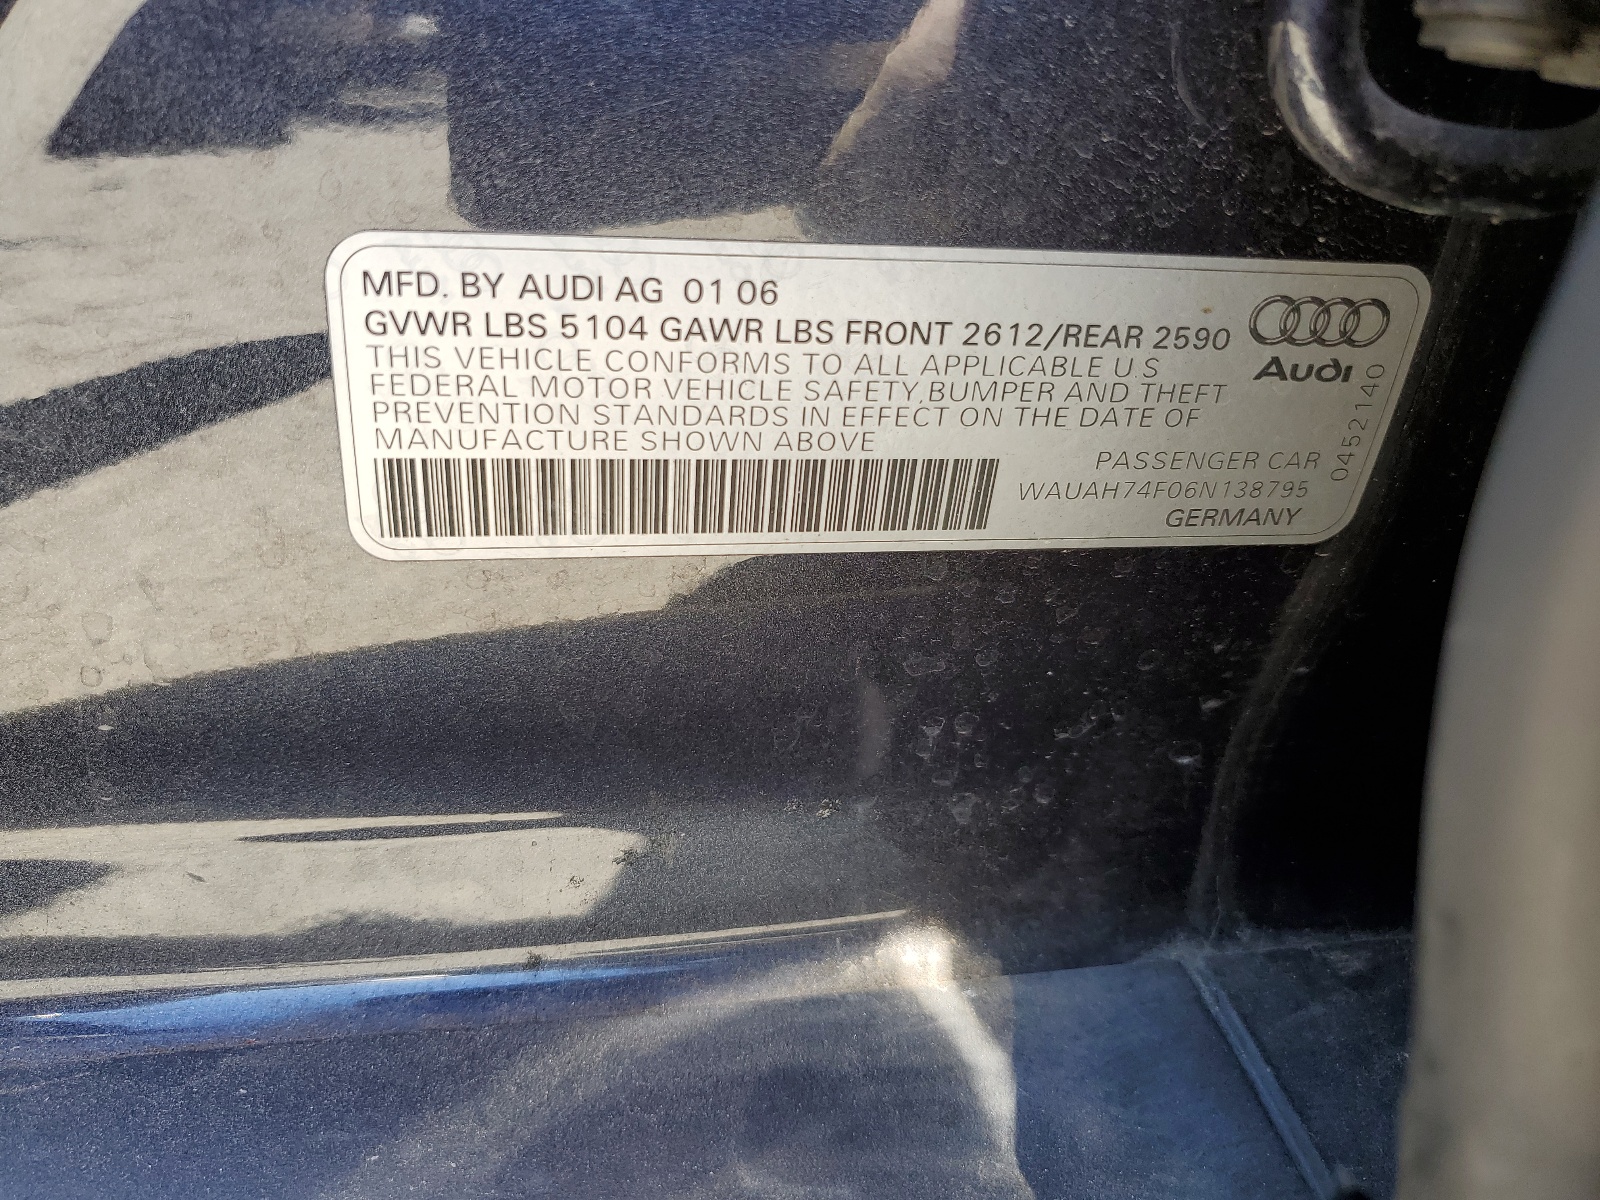 MFD. BY AUDI AG 01 06
GVWR LBS 5104 GAWR LBS FRONT 2612/REAR 2590
THIS VEHICLE CONFORMS TO ALL APPLICABLE U.S
FEDERAL MOTOR VEHICLE SAFETY,BUMPER AND THEFT
PREVENTION STANDARDS IN EFFECT ON THE DATE OF
MANUFACTURE SHOWN ABOVE
Audi
0452140
PASSENGER CAR
WAUAH74F06N138795
GERMANY